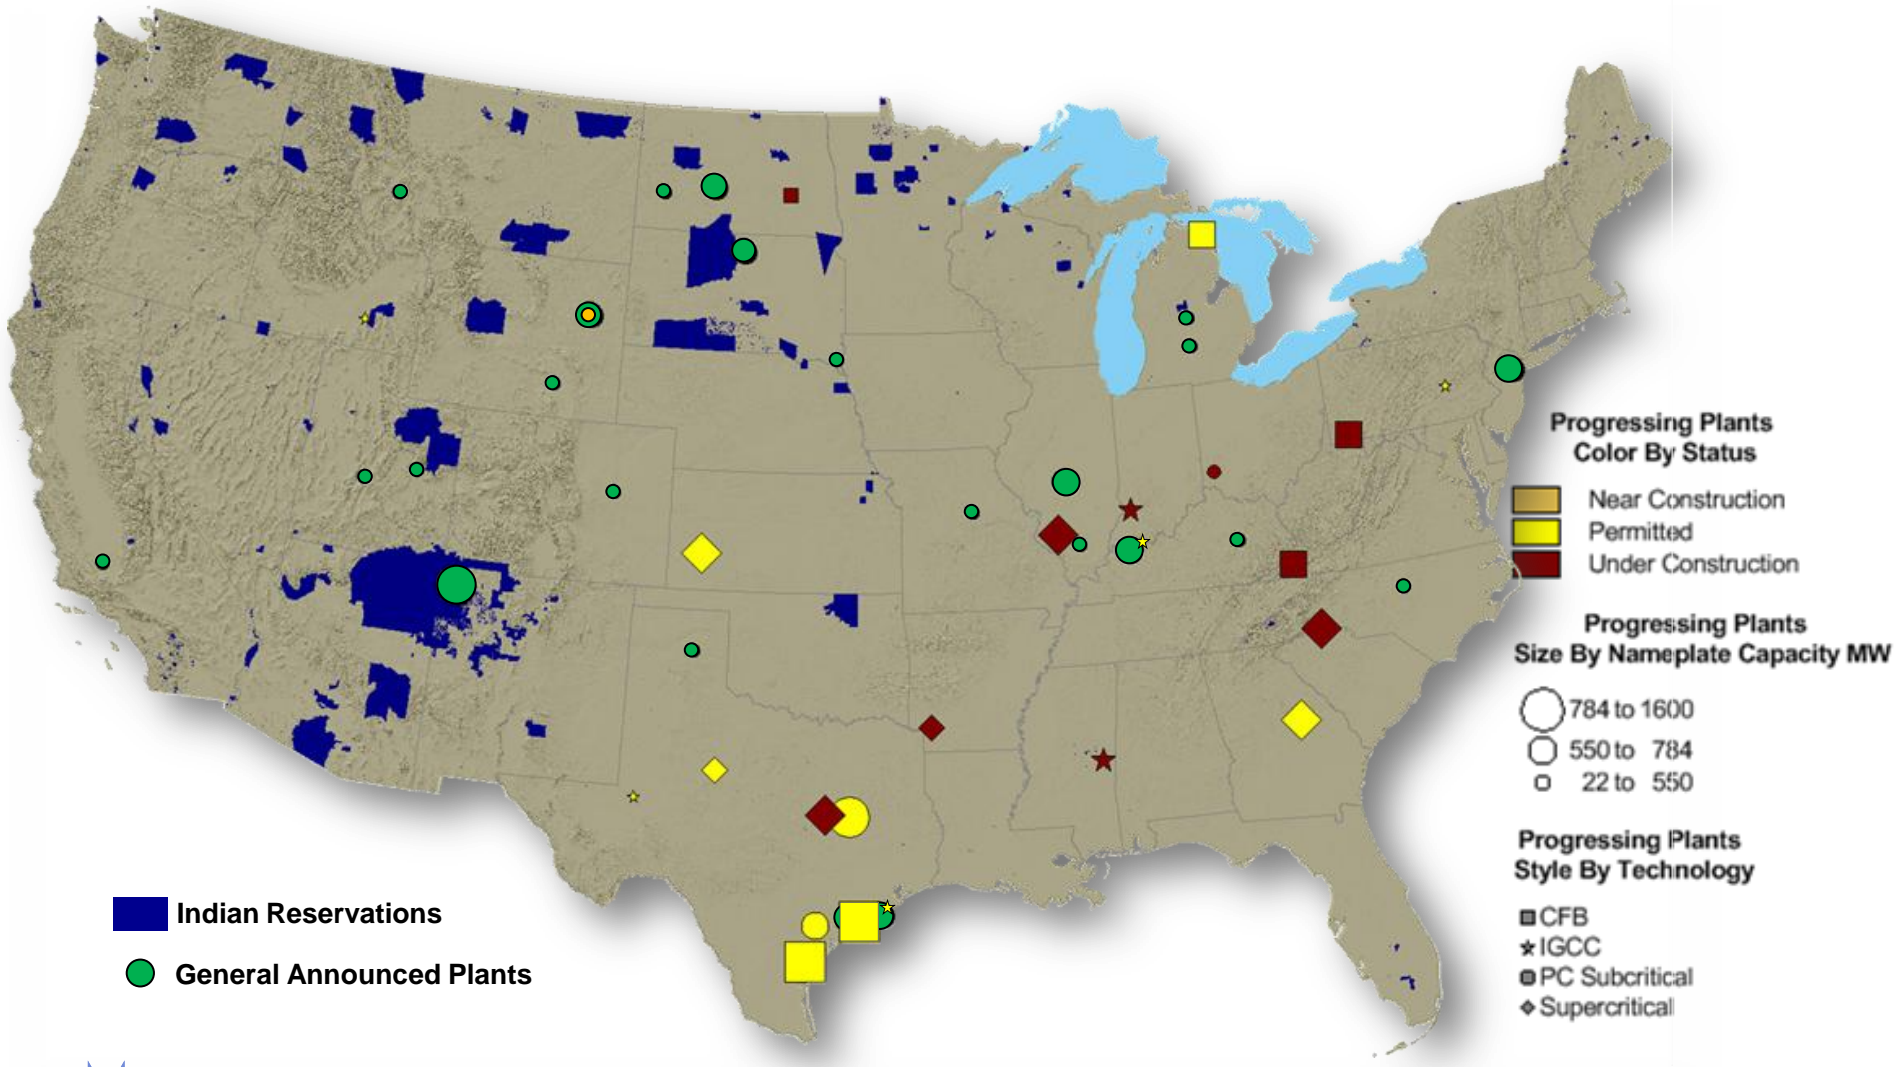 Progressing Plants
Color By Status
Near Construction
Permitted
Under Construction
Progressing Plants
Size By Nameplate Capacity MW
784 to 1600
550 to 784
22 to 550
Progressing Plants
Style By Technology
CFB
IGCC
PC Subcritical
Supercritical
Indian Reservations
General Announced Plants